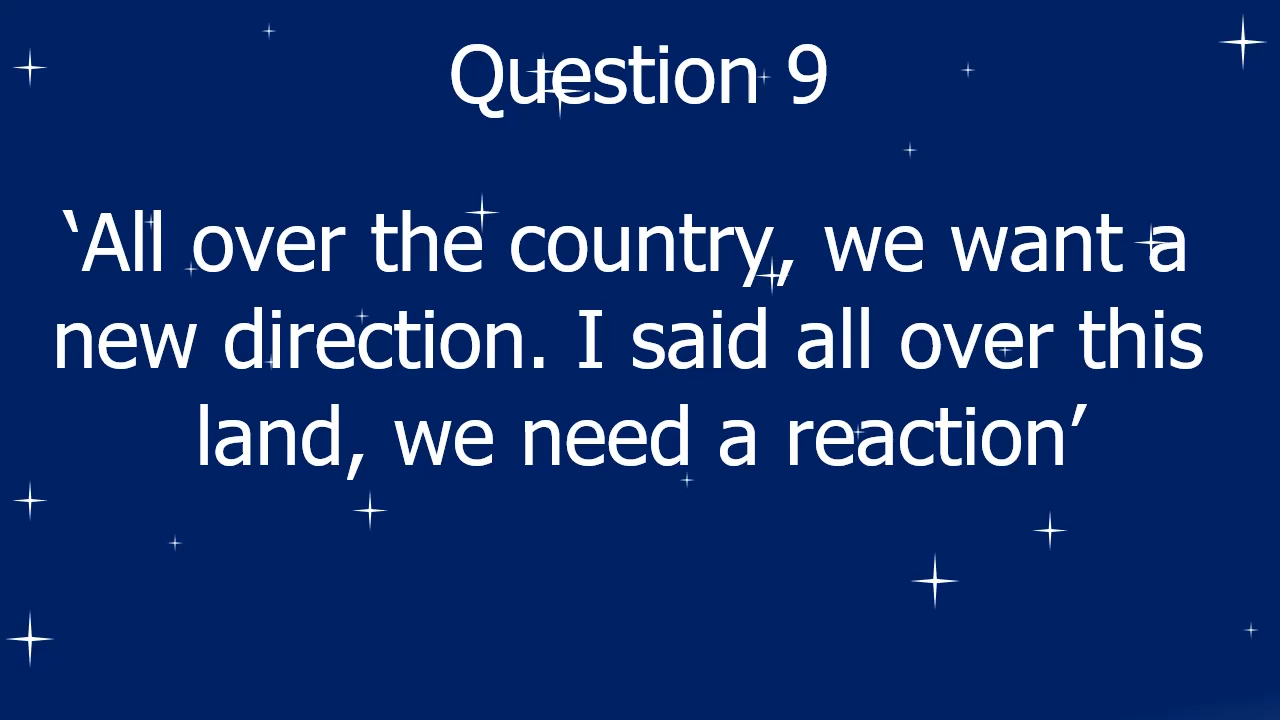 Question 9
‘All over the country, we want a
new direction. I said all over this
land, we need a reaction’